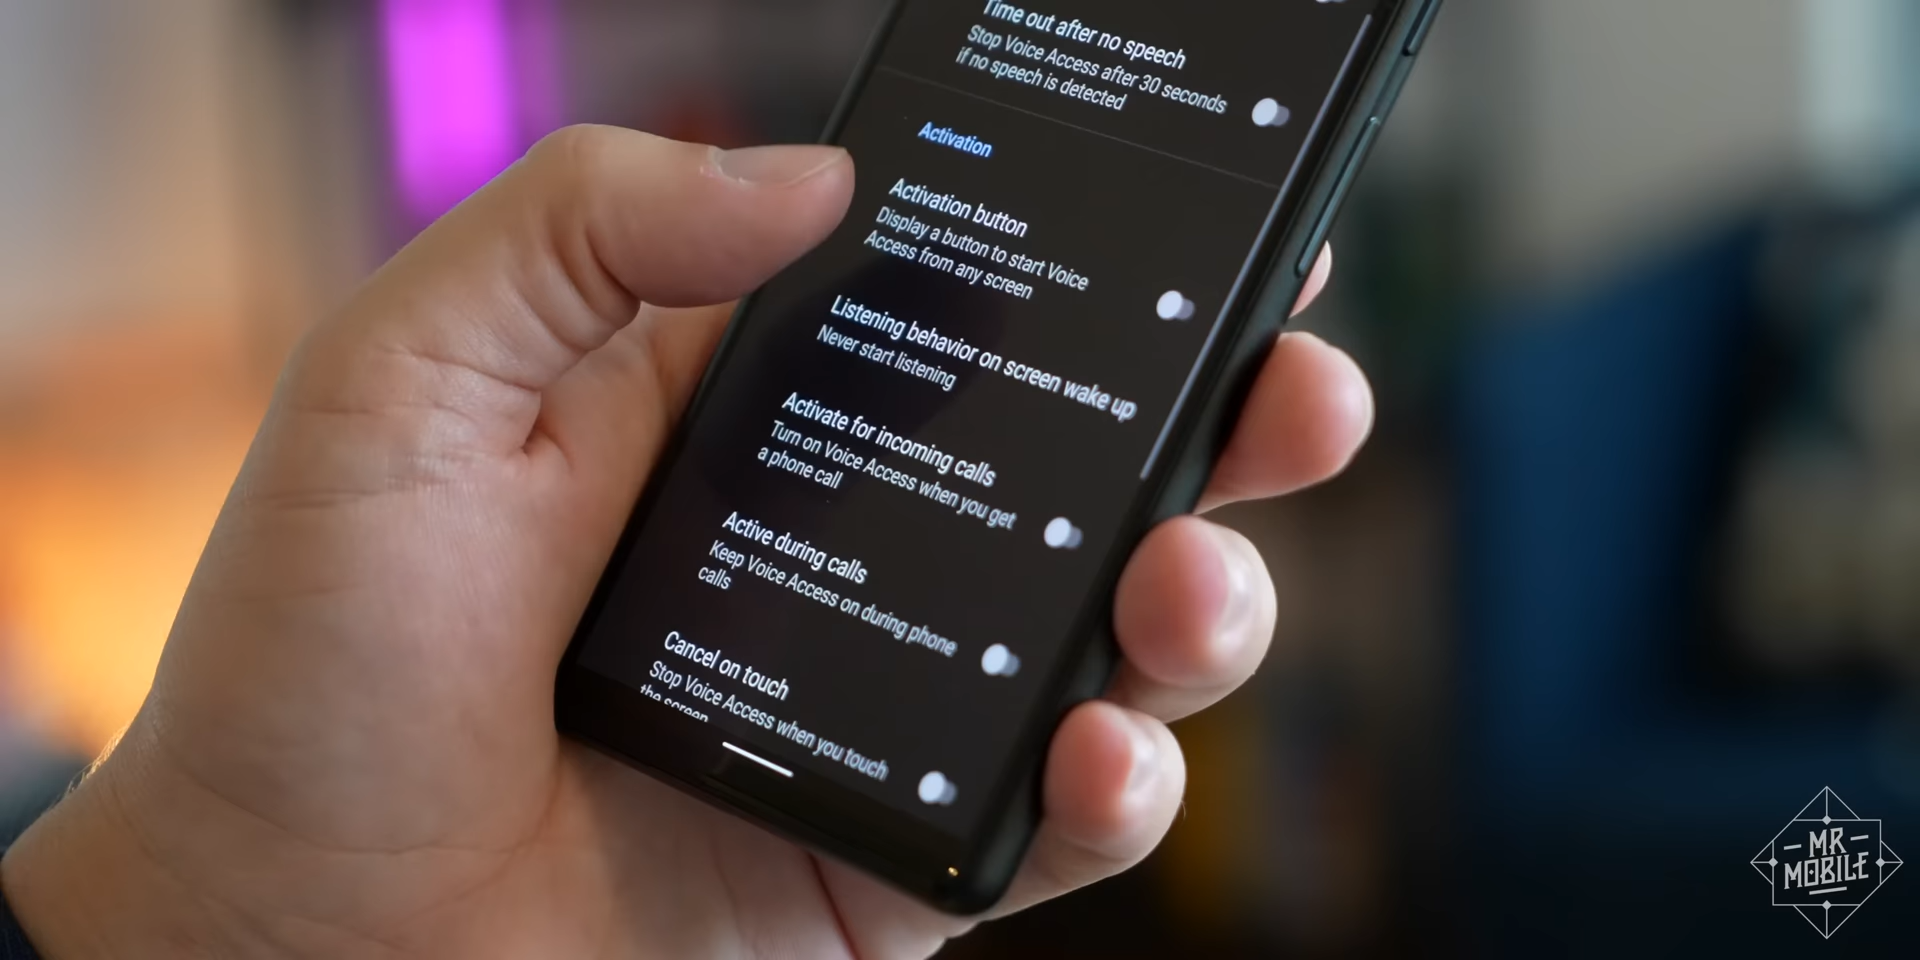 Time out after no speech
Stop Voice Access after 30 seconds
if no speech is detected
Activation
Activation button
Display a button to start Voice
Access from any screen
Listening behavior on screen wake up
Never start listening
Activate for incoming calls
Turn on Voice Access when you get
a phone call
Active during calls
Keep Voice Access on during phone
calls
Cancel on touch
Stop Voice Access when you touch
the screen
MR
MOBILE